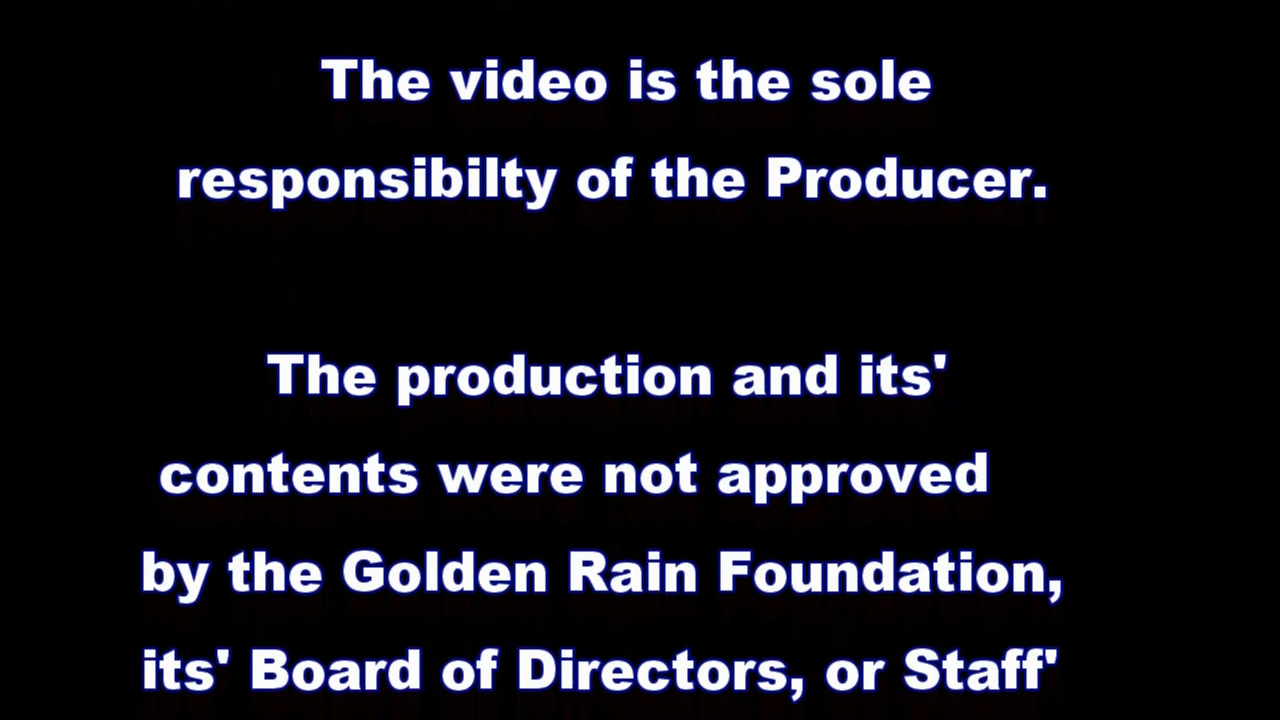 The video is the sole
responsibilty of the Producer.
The production and its'
contents were not approved
by the Golden Rain Foundation,
its' Board of Directors, or Staff'